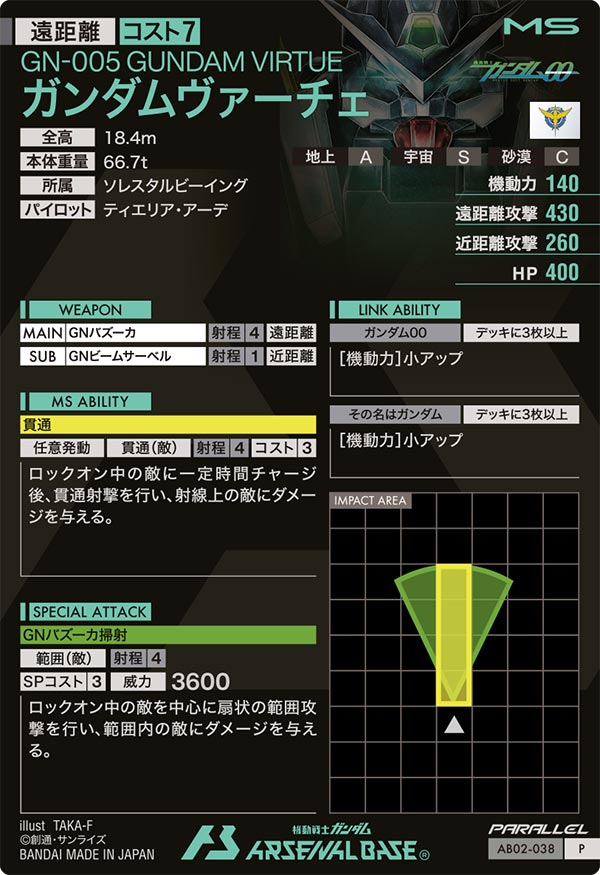 遠距離 コスト7
MS
GN-005 GUNDAM VIRTUE
ガンダムヴァーチェ
機動戦士 ガンダム00
全高 18.4m
本体重量 66.7t
所属 ソレスタルビーイング
パイロット ティエリア・アーデ
地上 A 宇宙 S 砂漠 C
機動力 140
遠距離攻撃 430
近距離攻撃 260
HP 400
WEAPON
MAIN GNバズーカ 射程 4 遠距離
SUB GNビームサーベル 射程 1 近距離
MS ABILITY
貫通
任意発動 貫通(敵) 射程 4 コスト 3
ロックオン中の敵に一定時間チャージ
後、貫通射撃を行い、射線上の敵にダメー
ジを与える。
SPECIAL ATTACK
GNバズーカ掃射
範囲(敵) 射程 4
SPコスト 3 威力 3600
ロックオン中の敵を中心に扇状の範囲攻
撃を行い、範囲内の敵にダメージを与え
る。
LINK ABILITY
ガンダム00 デッキに3枚以上
[機動力]小アップ
その名はガンダム デッキに3枚以上
[機動力]小アップ
IMPACT AREA
illust TAKA-F
©創通・サンライズ
BANDAI MADE IN JAPAN
機動戦士ガンダム
AB ARSENAL BASE®
PARALLEL
AB02-038 P